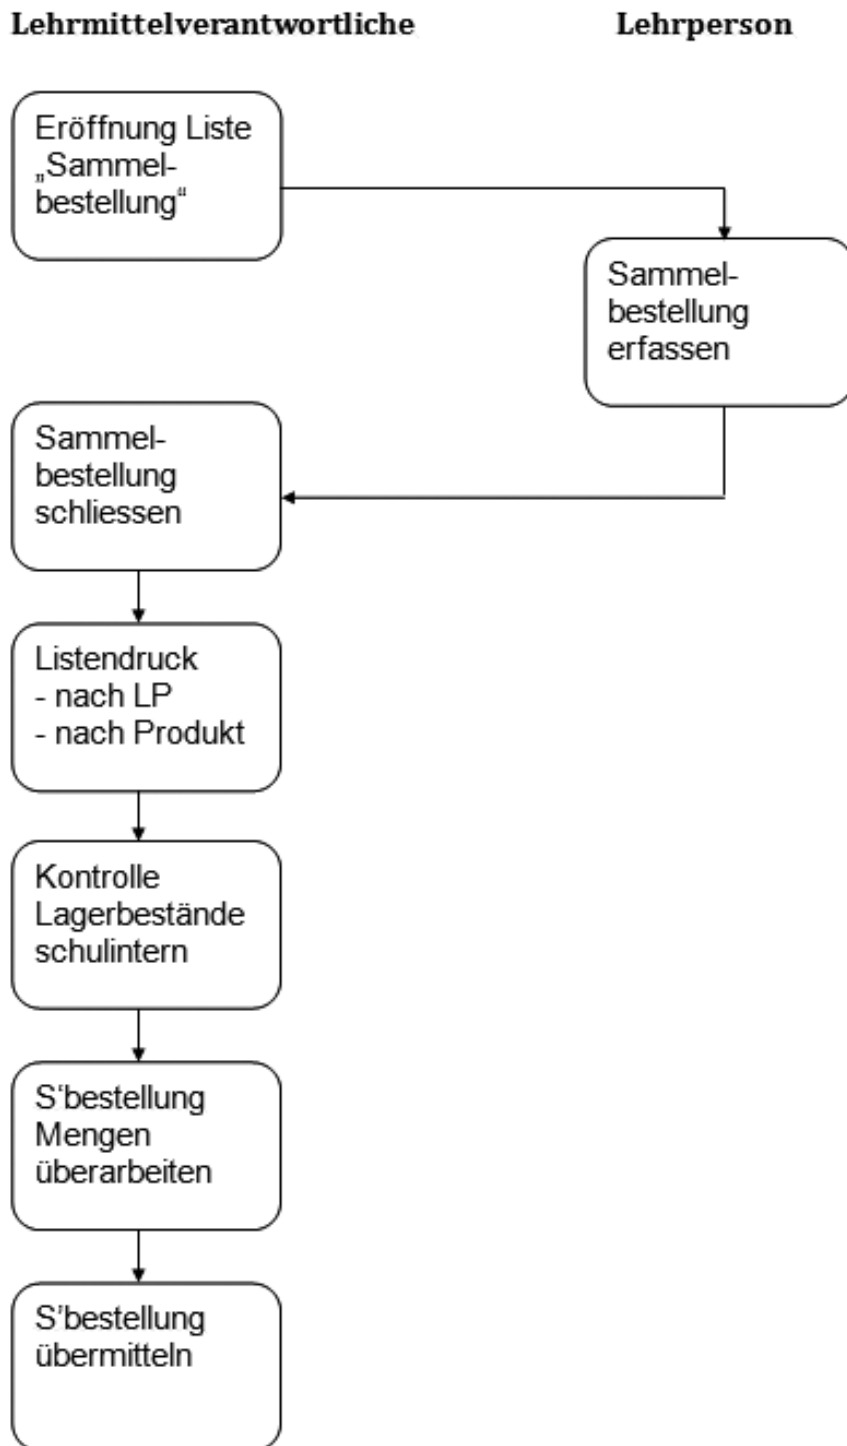 Lehrmittelverantwortliche
Lehrperson
Eröffnung Liste
„Sammel-
bestellung“
Sammel-
bestellung
erfassen
Sammel-
bestellung
schliessen
Listendruck
- nach LP
- nach Produkt
Kontrolle
Lagerbestände
schulintern
S‘bestellung
Mengen
überarbeiten
S’bestellung
übermitteln